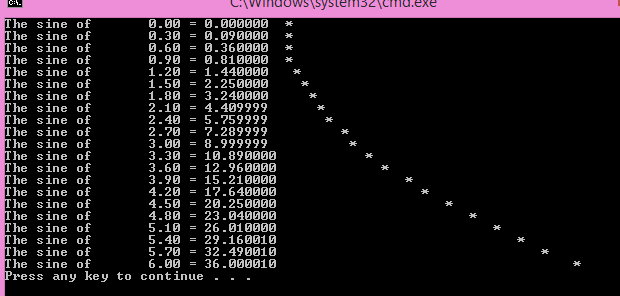 C:\Windows\system32\cmd.exe
The sine of       0.00 = 0.000000  *
The sine of       0.30 = 0.090000  *
The sine of       0.60 = 0.360000  *
The sine of       0.90 = 0.810000  *
The sine of       1.20 = 1.440000   *
The sine of       1.50 = 2.250000    *
The sine of       1.80 = 3.240000     *
The sine of       2.10 = 4.409999      *
The sine of       2.40 = 5.759999       *
The sine of       2.70 = 7.289999         *
The sine of       3.00 = 8.999999          *
The sine of       3.30 = 10.890000           *
The sine of       3.60 = 12.960000             *
The sine of       3.90 = 15.210000                *
The sine of       4.20 = 17.640000                  *
The sine of       4.50 = 20.250000                     *
The sine of       4.80 = 23.040000                        *
The sine of       5.10 = 26.010000                           *
The sine of       5.40 = 29.160010                              *
The sine of       5.70 = 32.490010                                 *
The sine of       6.00 = 36.000010                                     *
Press any key to continue . . .